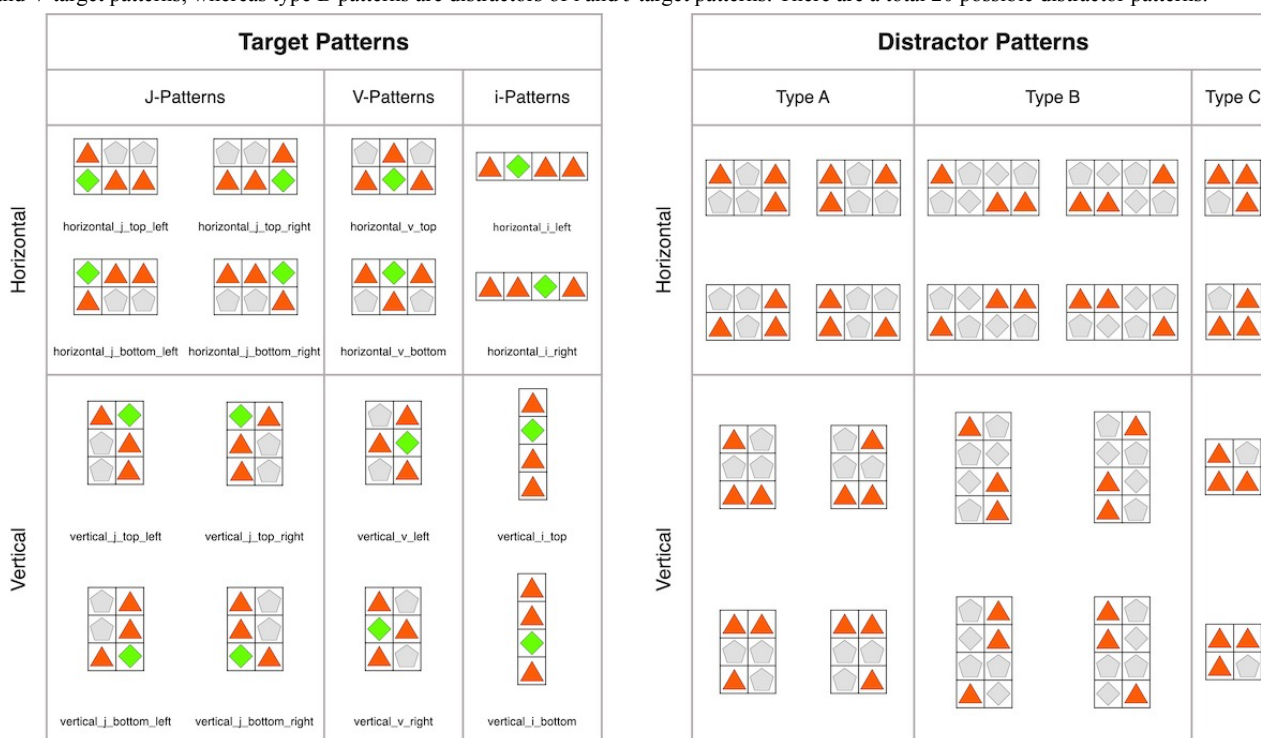 target patterns, whereas type B patterns are distractors of i and J target patterns. There are a total 20 possible distractor patterns.
Target Patterns
J-Patterns V-Patterns i-Patterns
Horizontal
horizontal_j_top_left horizontal_j_top_right horizontal_v_top horizontal_i_left
horizontal_j_bottom_left horizontal_j_bottom_right horizontal_v_bottom horizontal_i_right
Vertical
vertical_j_top_left vertical_j_top_right vertical_v_left vertical_i_top
vertical_j_bottom_left vertical_j_bottom_right vertical_v_right vertical_i_bottom
Distractor Patterns
Type A Type B Type C
Horizontal
Vertical